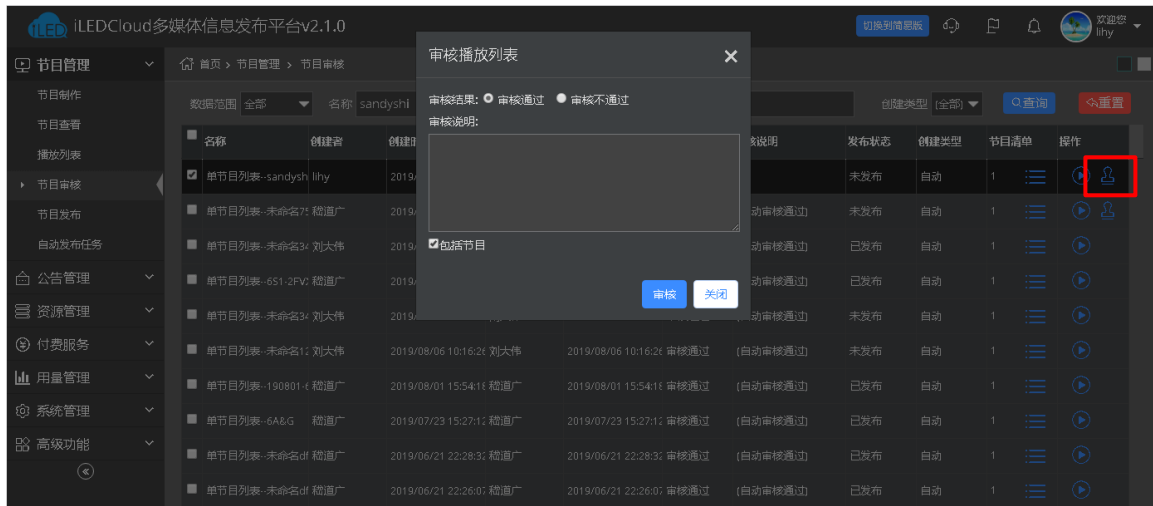 iLED iLEDCloud多媒体信息发布平台v2.1.0 切换到简易版 欢迎您 lihy
审核播放列表
节目管理
首页 > 节目管理 > 节目审核
节目制作
节目查看
播放列表
节目审核
节目发布
自动发布任务
公告管理
资源管理
付费服务
用量管理
系统管理
高级功能
数据范围 全部 名称 sandyshi 创建类型 (全部) 查询 重置
审核结果: 审核通过 审核不通过
审核说明:
包括节目
审核 关闭
名称 创建者 发布状态 创建类型 节目清单 操作
单节目列表--sandysh lihy 2019/ 未发布 自动 1
单节目列表--未命名75 嵇道广 2019/ 动审核通过) 未发布 自动 1
单节目列表--未命名34 刘大伟 2019/ 动审核通过) 已发布 自动 1
单节目列表--6S1-2FV 嵇道广 2019/ 动审核通过) 已发布 自动 1
单节目列表--未命名34 刘大伟 2019/ 动审核通过) 未发布 自动 1
单节目列表--未命名12 刘大伟 2019/08/06 10:16:26 刘大伟 2019/08/06 10:16:26 审核通过 (自动审核通过) 未发布 自动 1
单节目列表--190801-6 嵇道广 2019/08/01 15:54:18 嵇道广 2019/08/01 15:54:18 审核通过 (自动审核通过) 已发布 自动 1
单节目列表--6A&G 嵇道广 2019/07/23 15:27:12 嵇道广 2019/07/23 15:27:12 审核通过 (自动审核通过) 已发布 自动 1
单节目列表--未命名df 嵇道广 2019/06/21 22:28:32 嵇道广 2019/06/21 22:28:32 审核通过 (自动审核通过) 已发布 自动 1
单节目列表--未命名df 嵇道广 2019/06/21 22:26:07 嵇道广 2019/06/21 22:26:07 审核通过 (自动审核通过) 已发布 自动 1